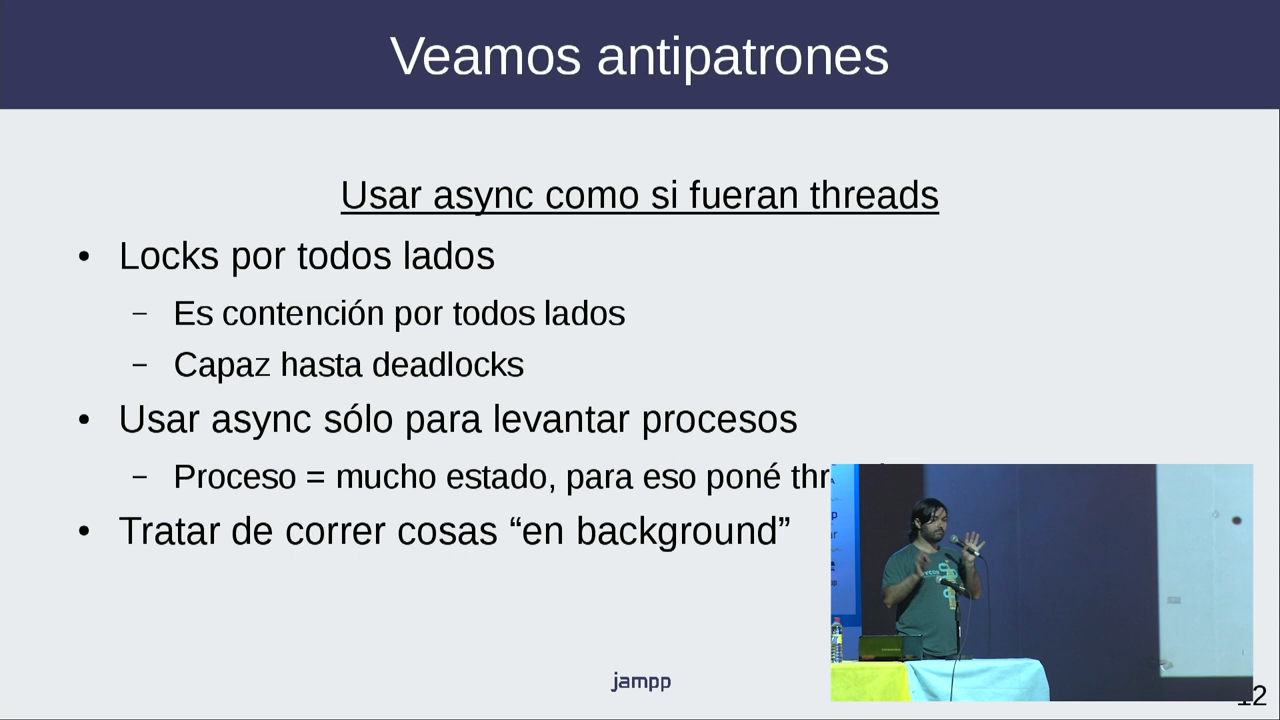 Veamos antipatrones
Usar async como si fueran threads
• Locks por todos lados
– Es contención por todos lados
– Capaz hasta deadlocks
• Usar async sólo para levantar procesos
– Proceso = mucho estado, para eso poné
• Tratar de correr cosas “en background”
jampp
12